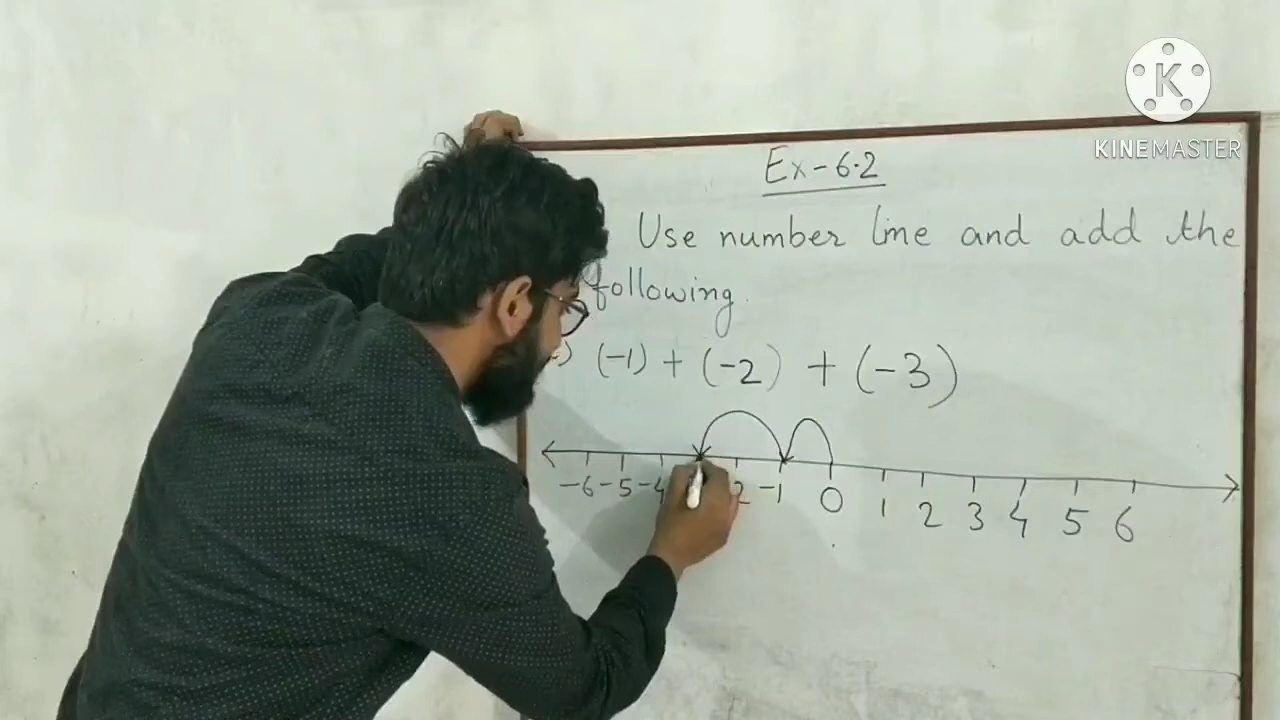 K
KINEMASTER
Ex-6.2
Use number line and add the
following.
(-1) + (-2) + (-3)
-6 -5 -4 2 -1 0 1 2 3 4 5 6